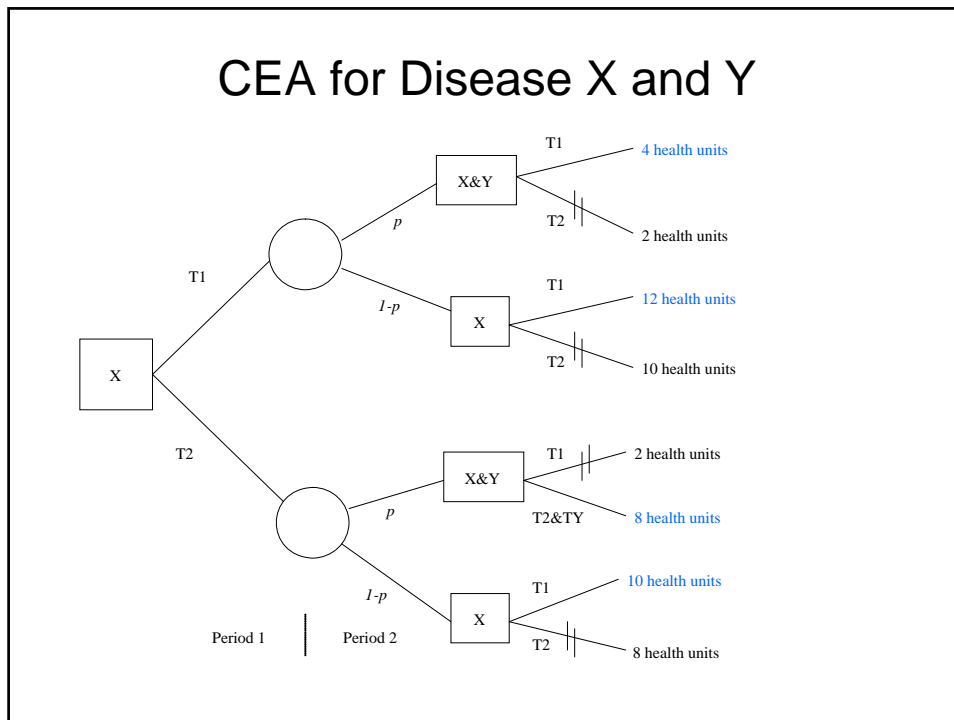 CEA for Disease X and Y
T1
4 health units
X&Y
p
T2
2 health units
T1
T1
12 health units
1-p
X
T2
10 health units
X
T2
T1
2 health units
X&Y
p
T2&TY
8 health units
T1
10 health units
1-p
X
Period 1
Period 2
T2
8 health units